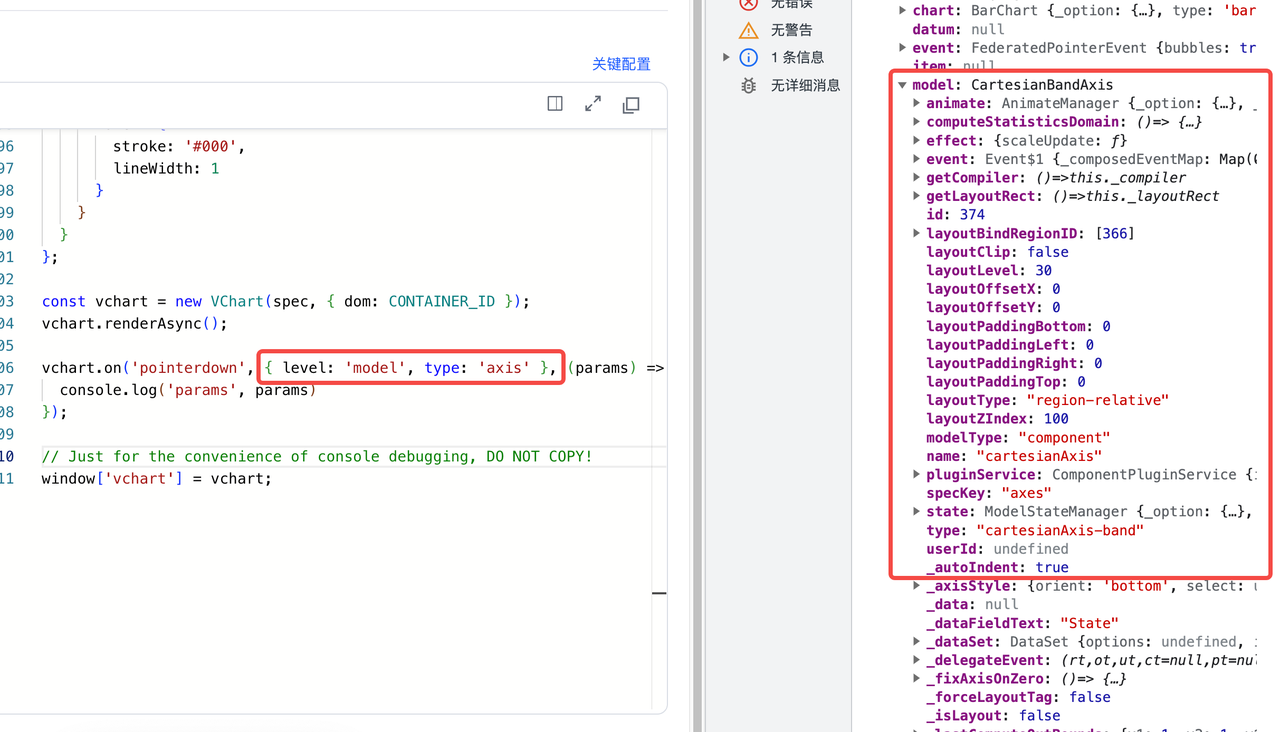 关键配置
96 stroke: '#000',
97 lineWidth: 1
98 }
99 }
00 }
01 };
02
03 const vchart = new VChart(spec, { dom: CONTAINER_ID });
04 vchart.renderAsync();
05
06 vchart.on('pointerdown', { level: 'model', type: 'axis' }, (params) =>
07 console.log('params', params)
08 });
09
10 // Just for the convenience of console debugging, DO NOT COPY!
11 window['vchart'] = vchart;
无错误
无警告
1 条信息
无详细消息
chart: BarChart {_option: {…}, type: 'bar
datum: null
event: FederatedPointerEvent {bubbles: tr
item: null
model: CartesianBandAxis
animate: AnimateManager {_option: {…}, _
computeStatisticsDomain: ()=> {…}
effect: {scaleUpdate: ƒ}
event: Event$1 {_composedEventMap: Map(0
getCompiler: ()=>this._compiler
getLayoutRect: ()=>this._layoutRect
id: 374
layoutBindRegionID: [366]
layoutClip: false
layoutLevel: 30
layoutOffsetX: 0
layoutOffsetY: 0
layoutPaddingBottom: 0
layoutPaddingLeft: 0
layoutPaddingRight: 0
layoutPaddingTop: 0
layoutType: "region-relative"
layoutZIndex: 100
modelType: "component"
name: "cartesianAxis"
pluginService: ComponentPluginService {
specKey: "axes"
state: ModelStateManager {_option: {…},
type: "cartesianAxis-band"
userId: undefined
_autoIndent: true
_axisStyle: {orient: 'bottom', select:
_data: null
_dataFieldText: "State"
_dataSet: DataSet {options: undefined,
_delegateEvent: (rt,ot,ut,ct=null,pt=nu
_fixAxisOnZero: ()=> {…}
_forceLayoutTag: false
_isLayout: false